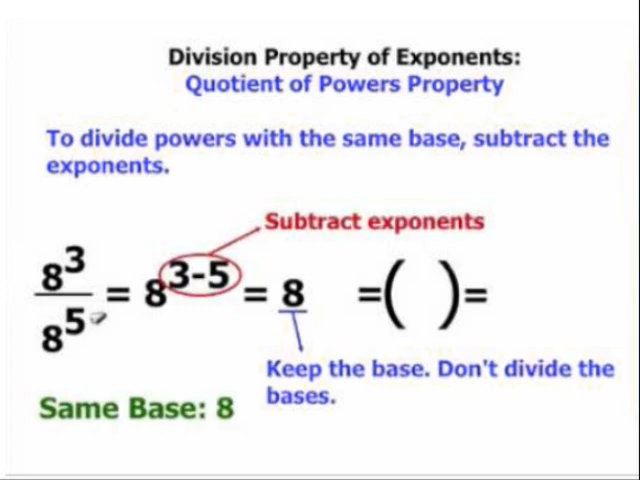 Division Property of Exponents:
Quotient of Powers Property
To divide powers with the same base, subtract the
exponents.
Subtract exponents
8³/8⁵ = 8³⁻⁵ = 8 =( )=
Keep the base. Don't divide the
bases.
Same Base: 8